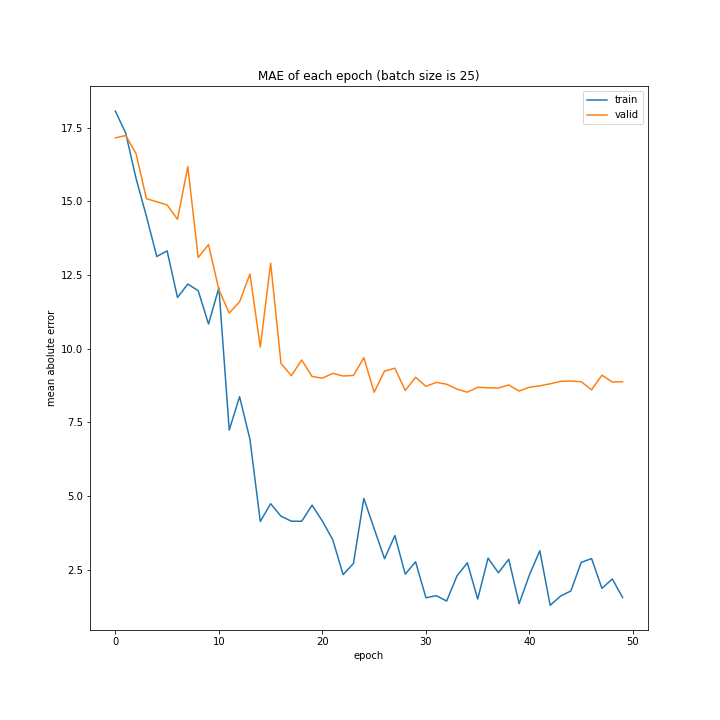 MAE of each epoch (batch size is 25)
train
valid
17.5
15.0
12.5
10.0
7.5
5.0
2.5
mean abolute error
0 10 20 30 40 50
epoch